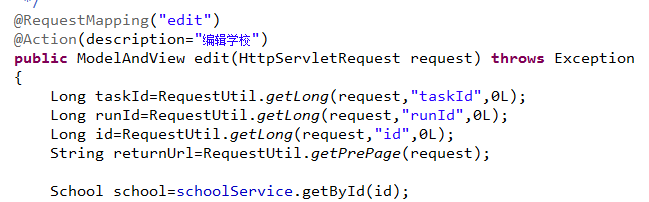 */
@RequestMapping("edit")
@Action(description="编辑学校")
public ModelAndView edit(HttpServletRequest request) throws Exception
{
Long taskId=RequestUtil.getLong(request,"taskId",0L);
Long runId=RequestUtil.getLong(request,"runId",0L);
Long id=RequestUtil.getLong(request,"id",0L);
String returnUrl=RequestUtil.getPrePage(request);
School school=schoolService.getById(id);